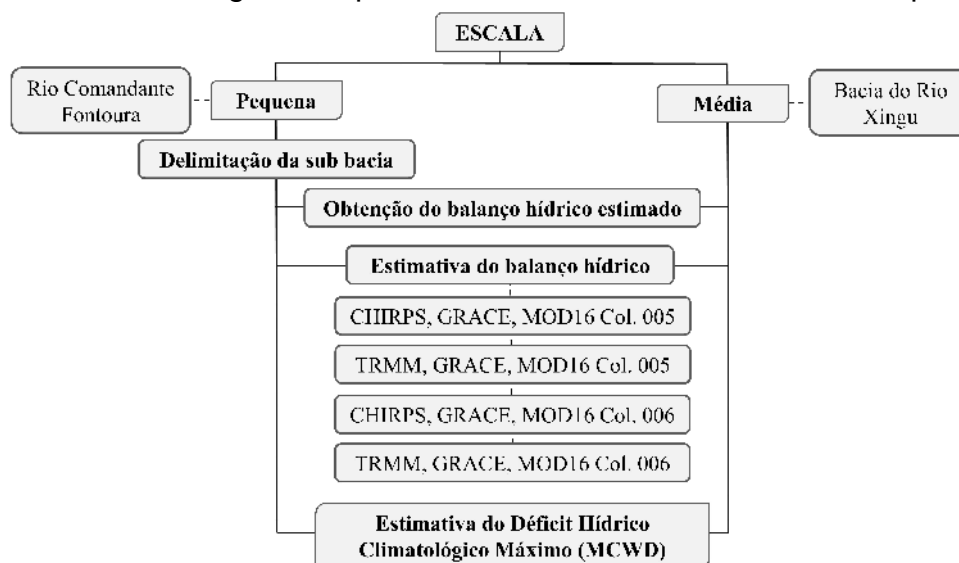 ESCALA
Rio Comandante
Fontoura
Pequena
Média
Bacia do Rio
Xingu
Delimitação da sub bacia
Obtenção do balanço hídrico estimado
Estimativa do balanço hídrico
CHIRPS, GRACE, MOD16 Col. 005
TRMM, GRACE, MOD16 Col. 005
CHIRPS, GRACE, MOD16 Col. 006
TRMM, GRACE, MOD16 Col. 006
Estimativa do Déficit Hídrico
Climatológico Máximo (MCWD)